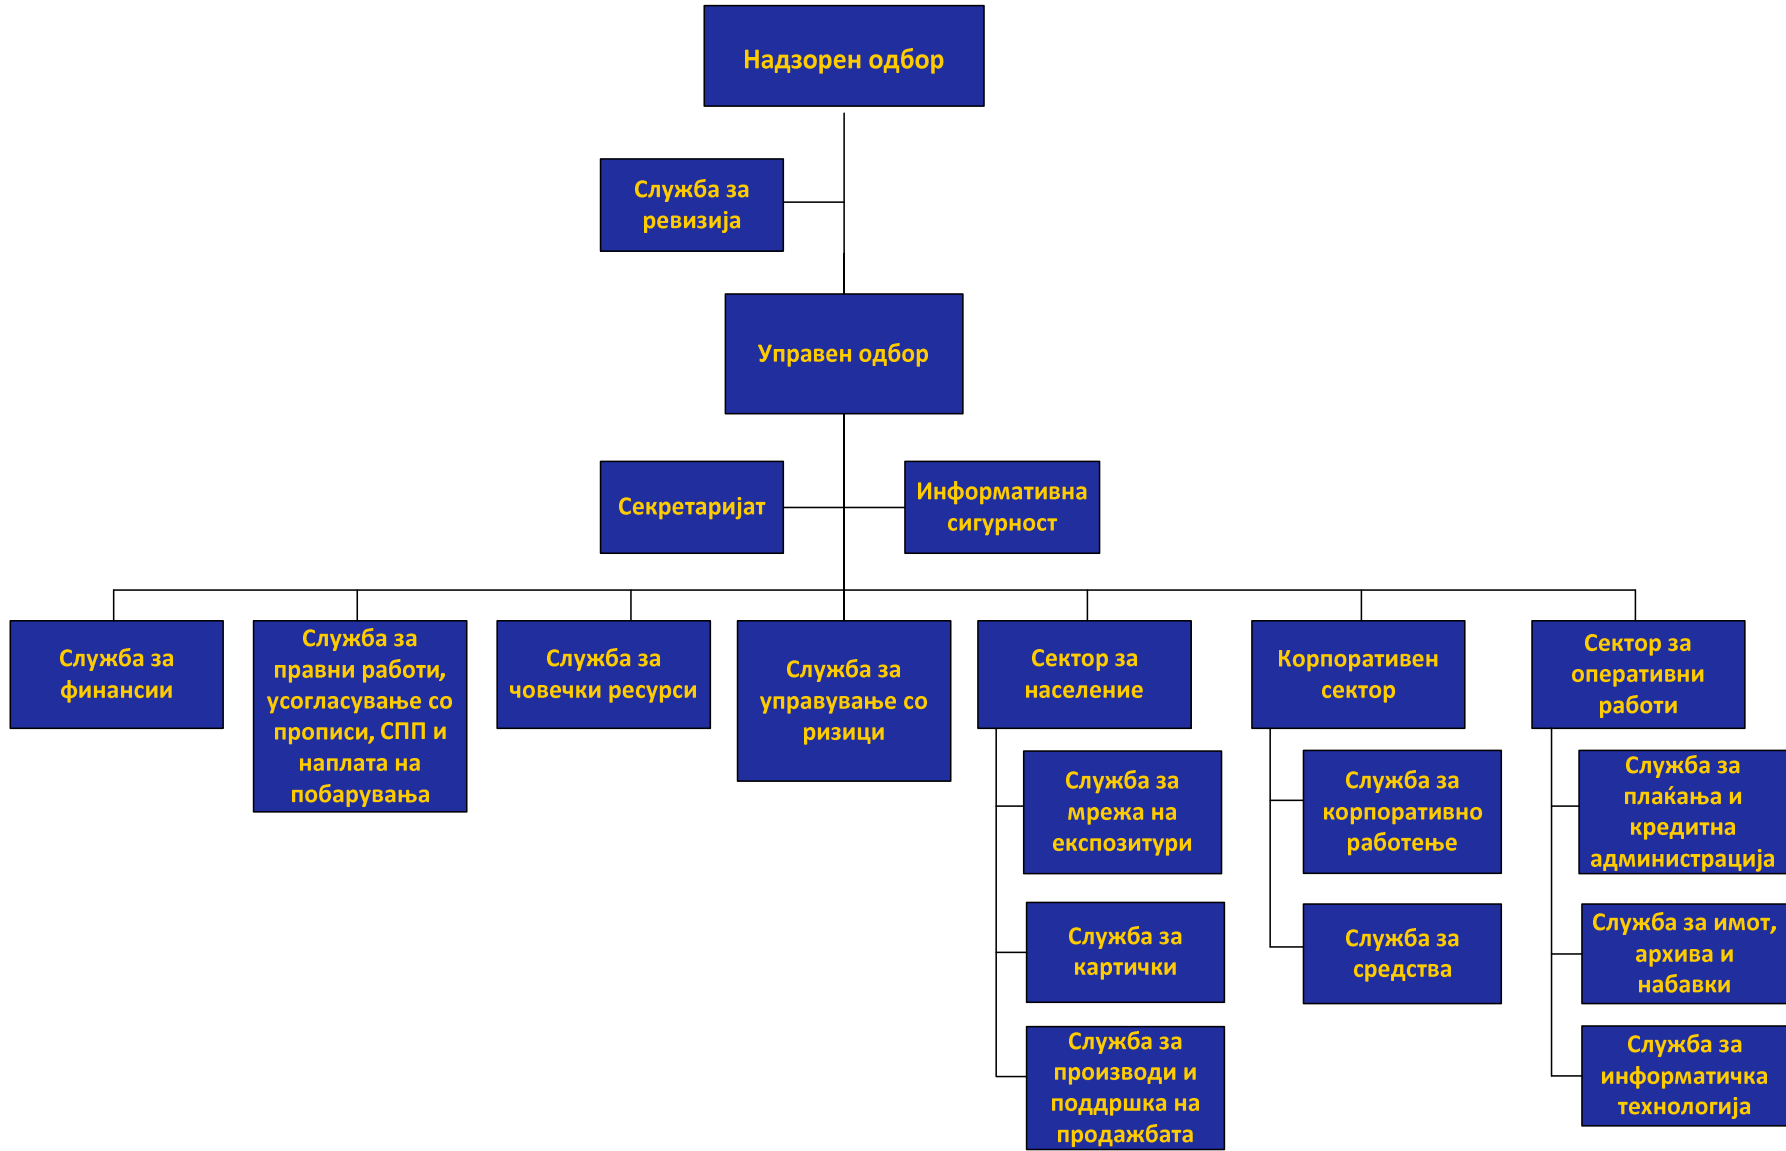 Надзорен одбор
Служба за
ревизија
Управен одбор
Секретаријат
Информативна
сигурност
Служба за
финансии
Служба за
правни работи,
усогласување со
прописи, СПП и
наплата на
побарувања
Служба за
човечки ресурси
Служба за
управување со
ризици
Сектор за
население
Корпоративен
сектор
Сектор за
оперативни
работи
Служба за
мрежа на
експозитури
Служба за
картички
Служба за
производи и
поддршка на
продажбата
Служба за
корпоративно
работење
Служба за
средства
Служба за
плаќања и
кредитна
администрација
Служба за имот,
архива и
набавки
Служба за
информатичка
технологија